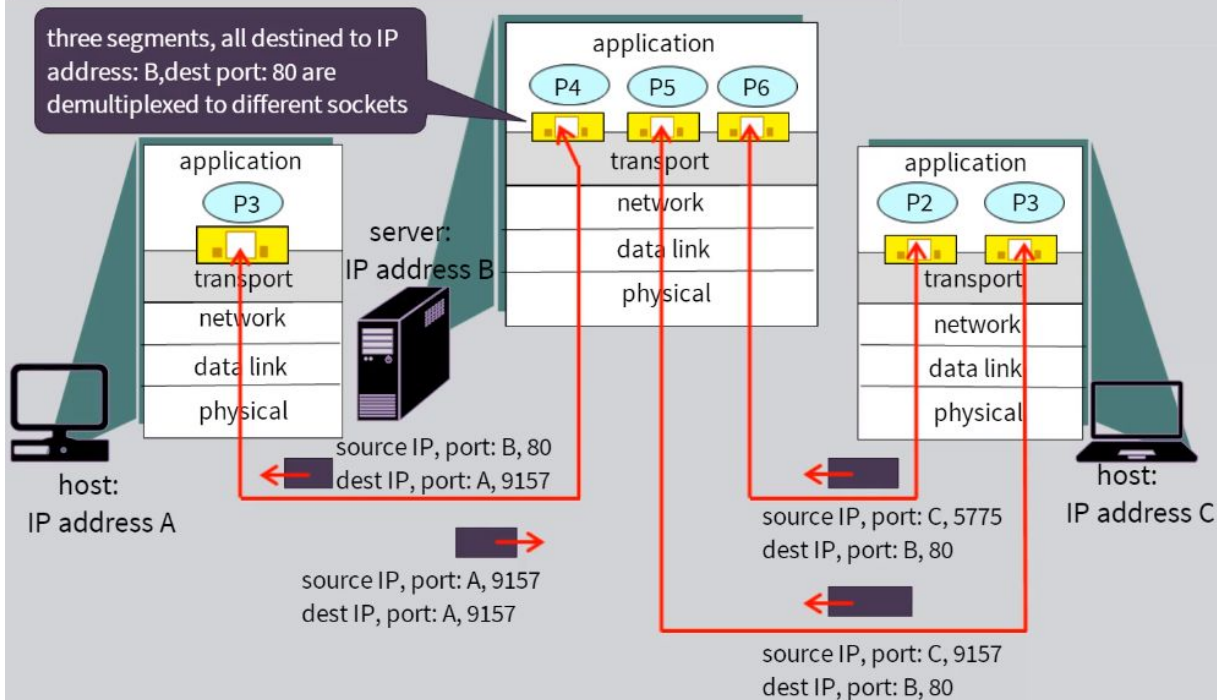 three segments, all destined to IP
address: B,dest port: 80 are
demultiplexed to different sockets
application
P4 P5 P6
transport
network
data link
physical
application
P3
transport
network
data link
physical
server:
IP address B
application
P2 P3
transport
network
data link
physical
host:
IP address A
source IP, port: B, 80
dest IP, port: A, 9157
source IP, port: A, 9157
dest IP, port: A, 9157
host:
IP address C
source IP, port: C, 5775
dest IP, port: B, 80
source IP, port: C, 9157
dest IP, port: B, 80